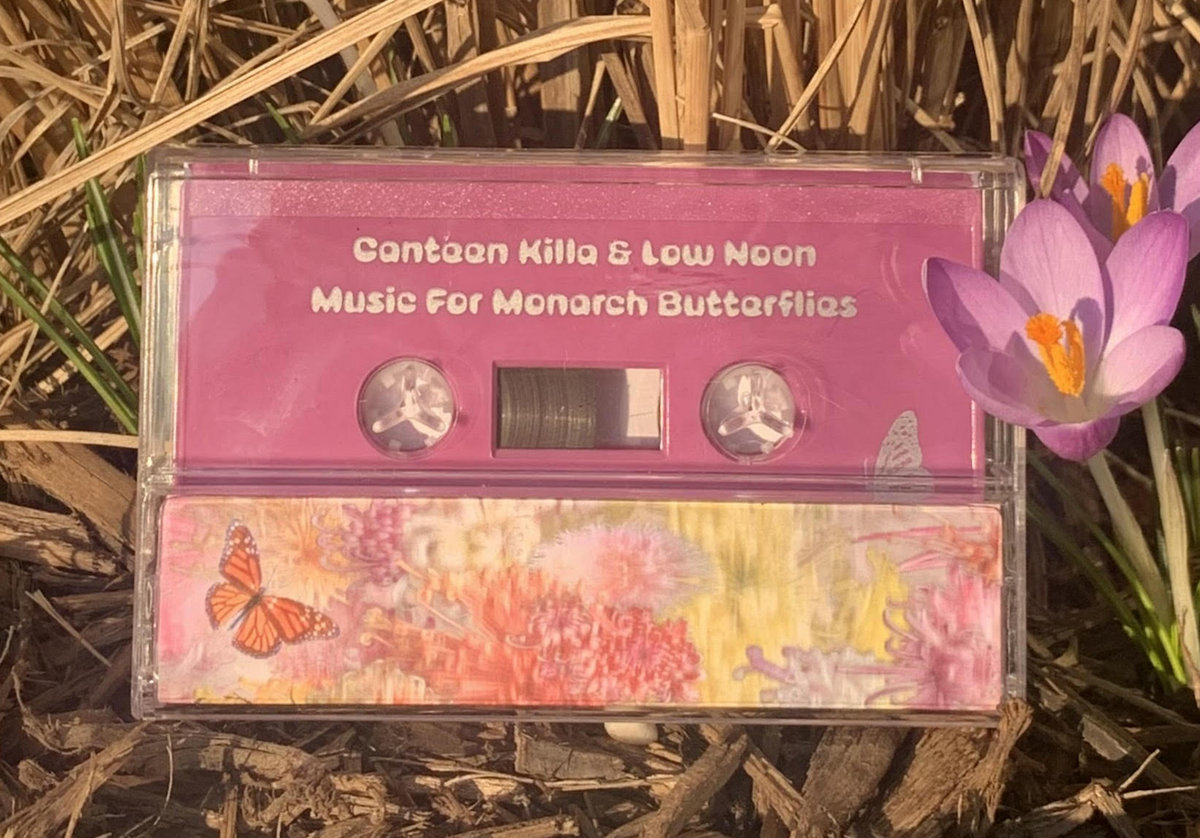 Canteen Killa & Low Noon
Music For Monarch Butterflies